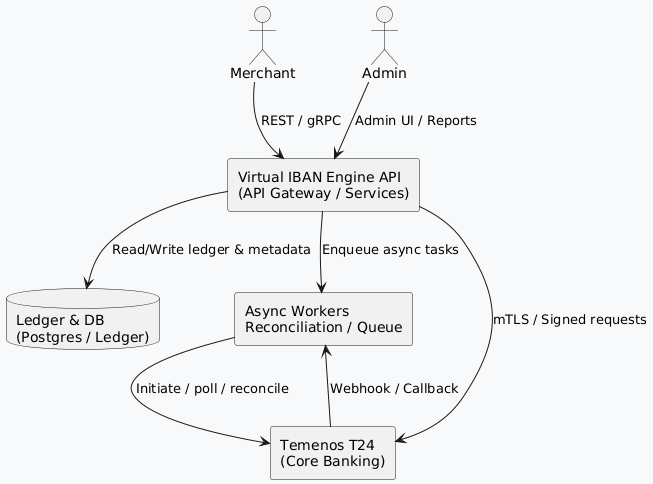 Merchant
Admin
REST / gRPC
Admin UI / Reports
Virtual IBAN Engine API
(API Gateway / Services)
Read/Write ledger & metadata
Enqueue async tasks
mTLS / Signed requests
Ledger & DB
(Postgres / Ledger)
Async Workers
Reconciliation / Queue
Initiate / poll / reconcile
Webhook / Callback
Temenos T24
(Core Banking)